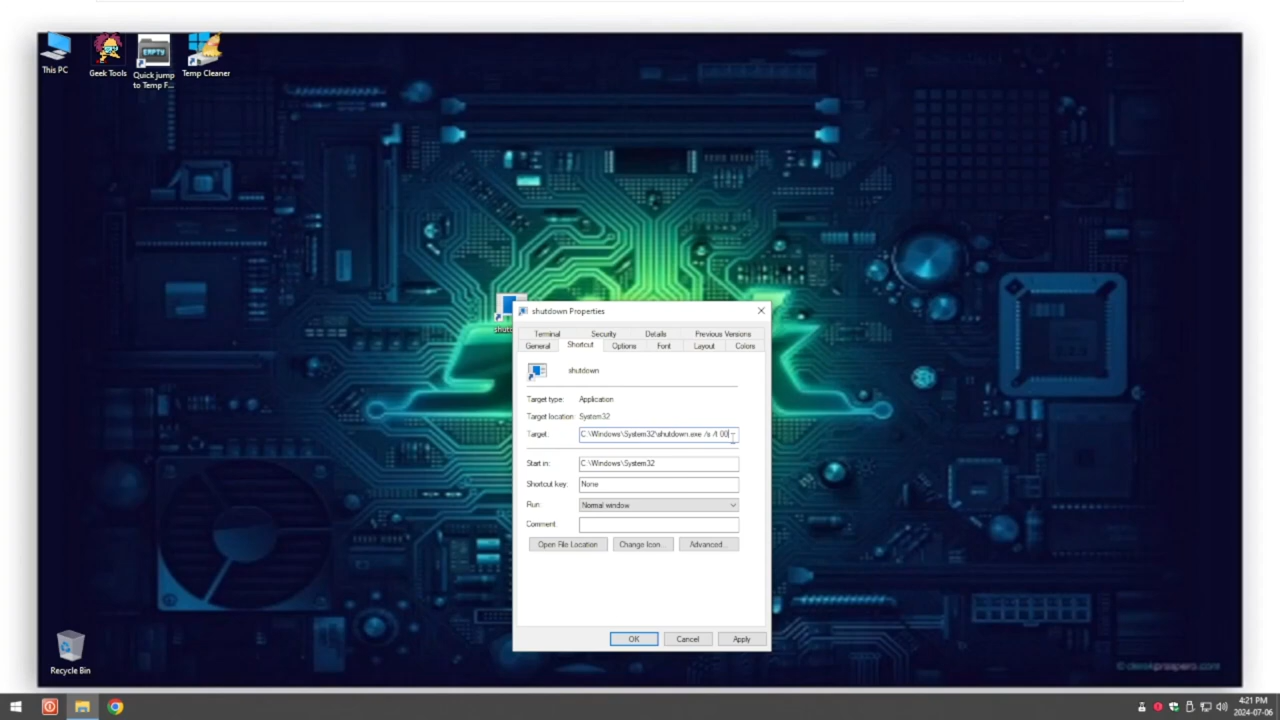 This PC
Geek Tools
Quick jump
to Temp F...
Temp Cleaner
EMPTY
shutdown Properties
Terminal
Security
Details
Previous Versions
General
Shortcut
Options
Font
Layout
Colors
shutdown
Target type:
Application
Target location:
System32
Target:
C:\Windows\System32\shutdown.exe /s /t 00
Start in:
C:\Windows\System32
Shortcut key:
None
Run:
Normal window
Comment:
Open File Location
Change Icon...
Advanced...
OK
Cancel
Apply
Recycle Bin
4:21 PM
2024-07-06